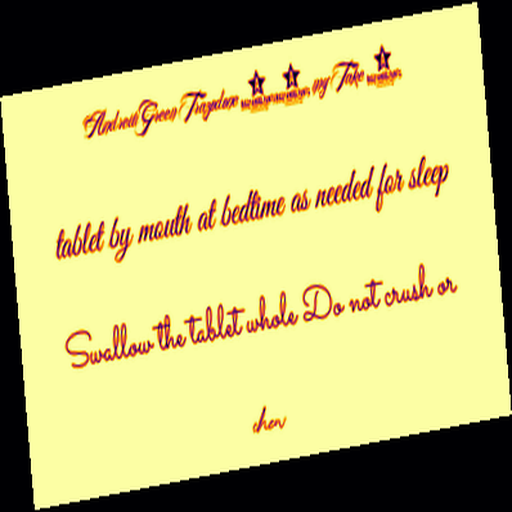 Andrew Green Trazodone mg Take
tablet by mouth at bedtime as needed for sleep
Swallow the tablet whole Do not crush or
chew